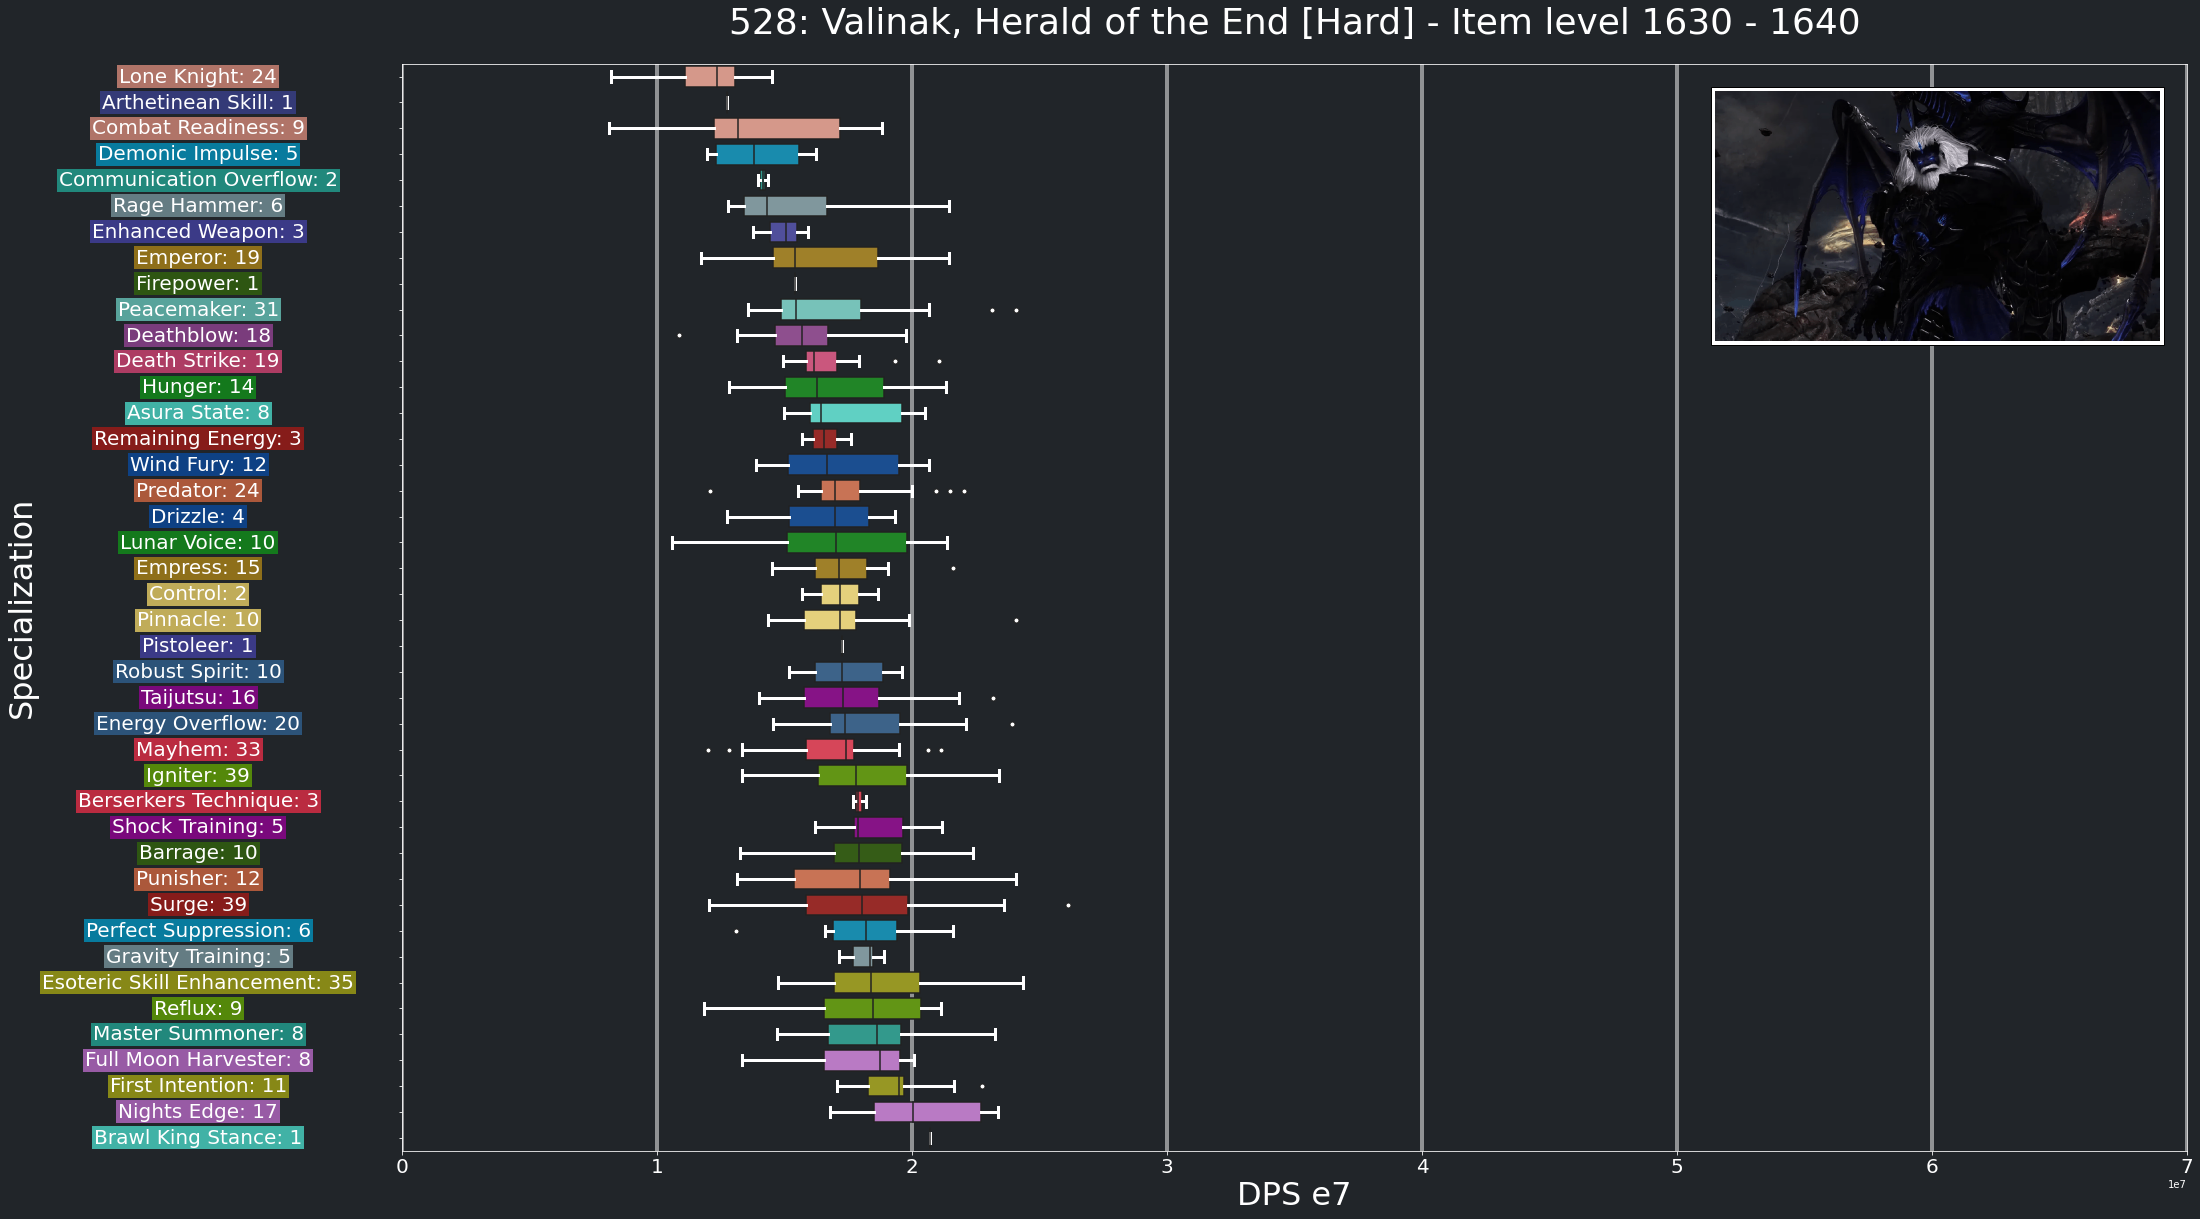 528: Valinak, Herald of the End [Hard] - Item level 1630 - 1640
Lone Knight: 24
Arthetinean Skill: 1
Combat Readiness: 9
Demonic Impulse: 5
Communication Overflow: 2
Rage Hammer: 6
Enhanced Weapon: 3
Emperor: 19
Firepower: 1
Peacemaker: 31
Deathblow: 18
Death Strike: 19
Hunger: 14
Asura State: 8
Remaining Energy: 3
Wind Fury: 12
Predator: 24
Drizzle: 4
Lunar Voice: 10
Empress: 15
Control: 2
Pinnacle: 10
Pistoleer: 1
Robust Spirit: 10
Taijutsu: 16
Energy Overflow: 20
Mayhem: 33
Igniter: 39
Berserkers Technique: 3
Shock Training: 5
Barrage: 10
Punisher: 12
Surge: 39
Perfect Suppression: 6
Gravity Training: 5
Esoteric Skill Enhancement: 35
Reflux: 9
Master Summoner: 8
Full Moon Harvester: 8
First Intention: 11
Nights Edge: 17
Brawl King Stance: 1
Specialization
0 1 2 3 4 5 6 7
1e7
DPS e7